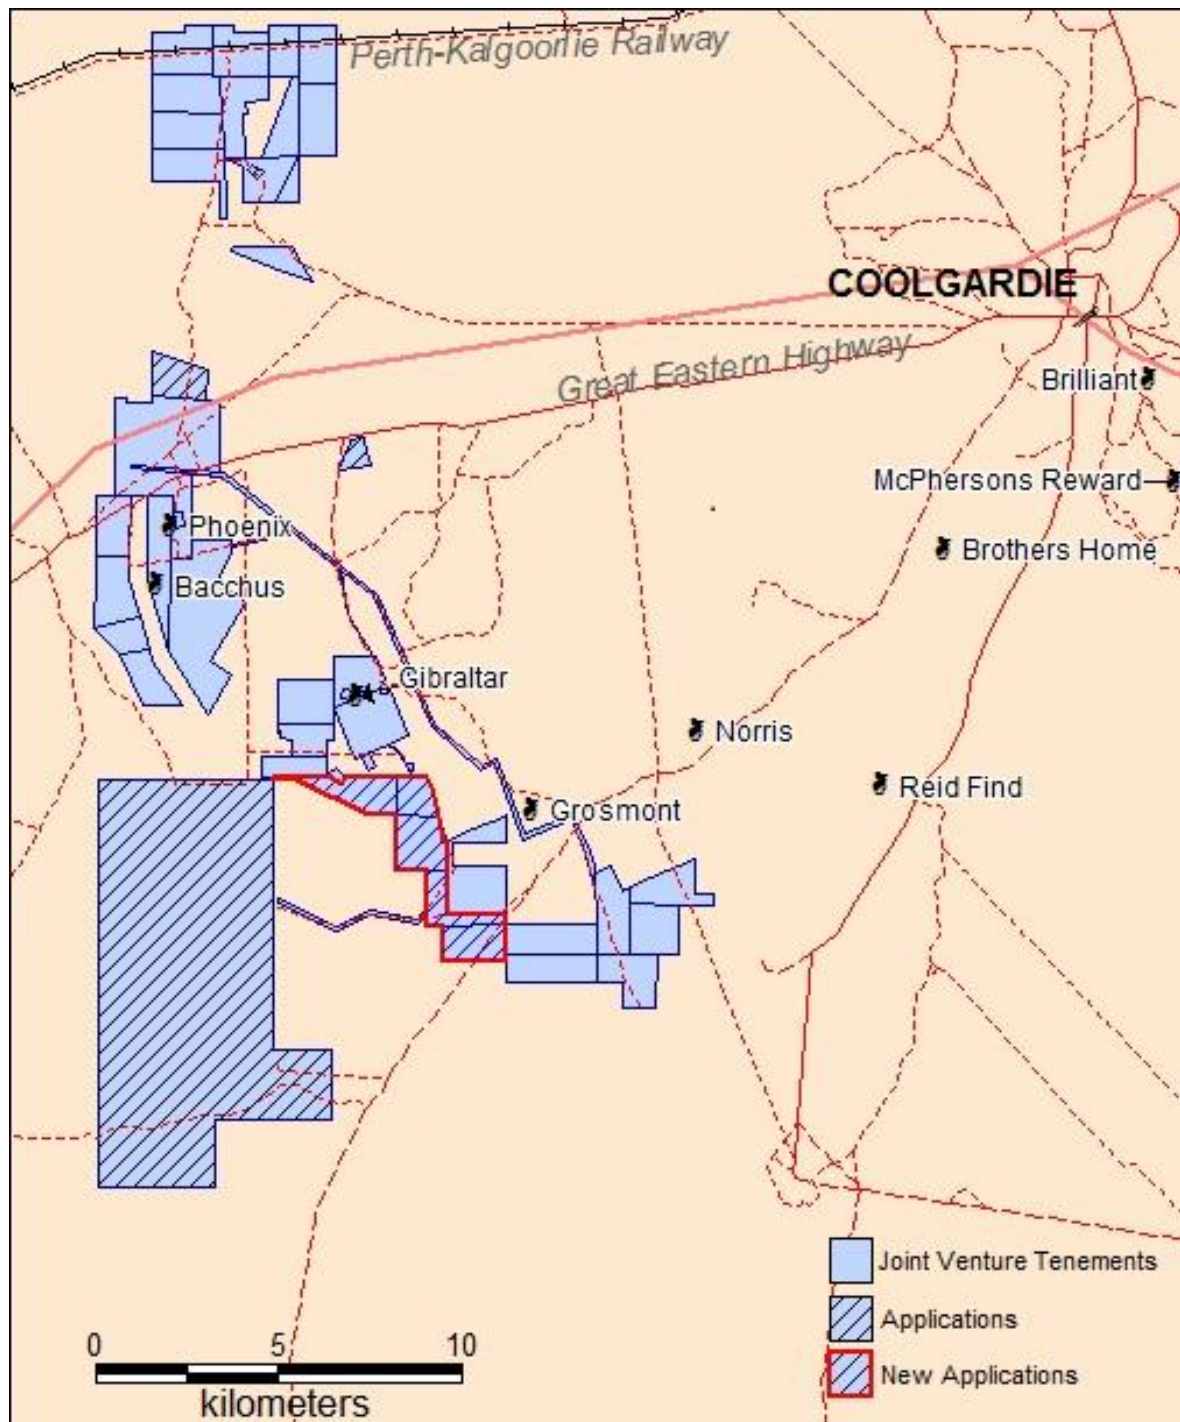 Perth-Kalgoorlie Railway
COOLGARDIE
Great Eastern Highway
Brilliant
McPhersons Reward
Phoenix
Brothers Home
Bacchus
Gibraltar
Norris
Reid Find
Grosmont
Joint Venture Tenements
Applications
New Applications
0 5 10
kilometers